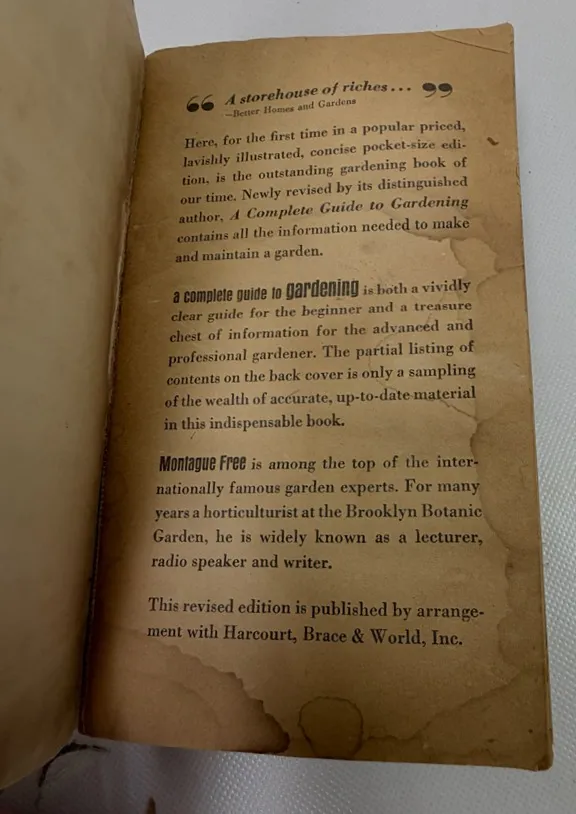 “ A storehouse of riches... ”
—Better Homes and Gardens
Here, for the first time in a popular priced,
lavishly illustrated, concise pocket-size edi-
tion, is the outstanding gardening book of
our time. Newly revised by its distinguished
author, A Complete Guide to Gardening
contains all the information needed to make
and maintain a garden.
a complete guide to gardening is both a vividly
clear guide for the beginner and a treasure
chest of information for the advanced and
professional gardener. The partial listing of
contents on the back cover is only a sampling
of the wealth of accurate, up-to-date material
in this indispensable book.
Montague Free is among the top of the inter-
nationally famous garden experts. For many
years a horticulturist at the Brooklyn Botanic
Garden, he is widely known as a lecturer,
radio speaker and writer.
This revised edition is published by arrange-
ment with Harcourt, Brace & World, Inc.